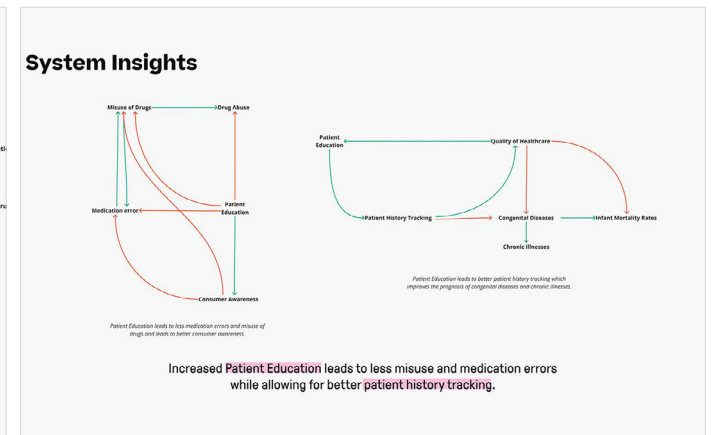 System Insights
Misuse of Drugs
Drug Abuse
Medication error
Patient
Education
Consumer Awareness
Patient Education leads to less medication errors and misuse of
drugs and leads to better consumer awareness.
Patient
Education
Quality of Healthcare
Patient History Tracking
Congenital Diseases
Infant Mortality Rates
Chronic Illnesses
Patient Education leads to better patient history tracking which
improves the prognosis of congenital diseases and chronic illnesses.
Increased Patient Education leads to less misuse and medication errors
while allowing for better patient history tracking.